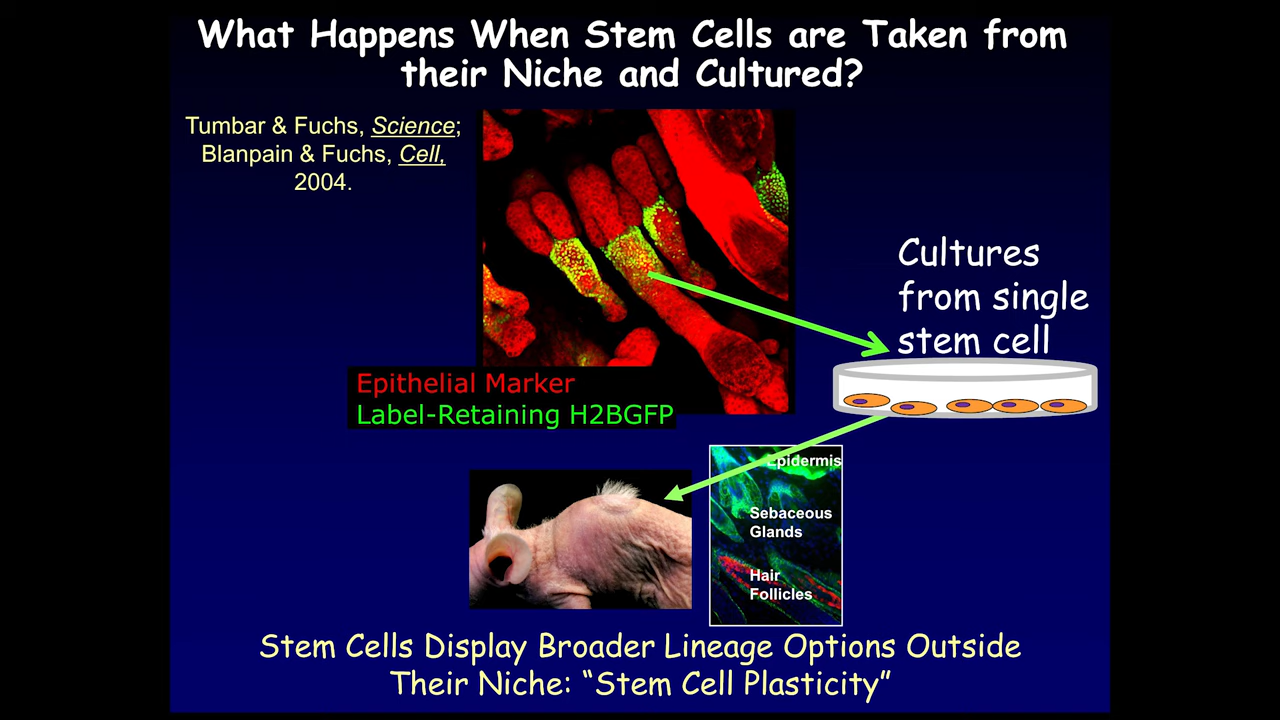 What Happens When Stem Cells are Taken from
their Niche and Cultured?
Tumbar & Fuchs, Science;
Blanpain & Fuchs, Cell,
2004.
Cultures
from single
stem cell
Epithelial Marker
Label-Retaining H2BGFP
Epidermis
Sebaceous
Glands
Hair
Follicles
Stem Cells Display Broader Lineage Options Outside
Their Niche: “Stem Cell Plasticity”